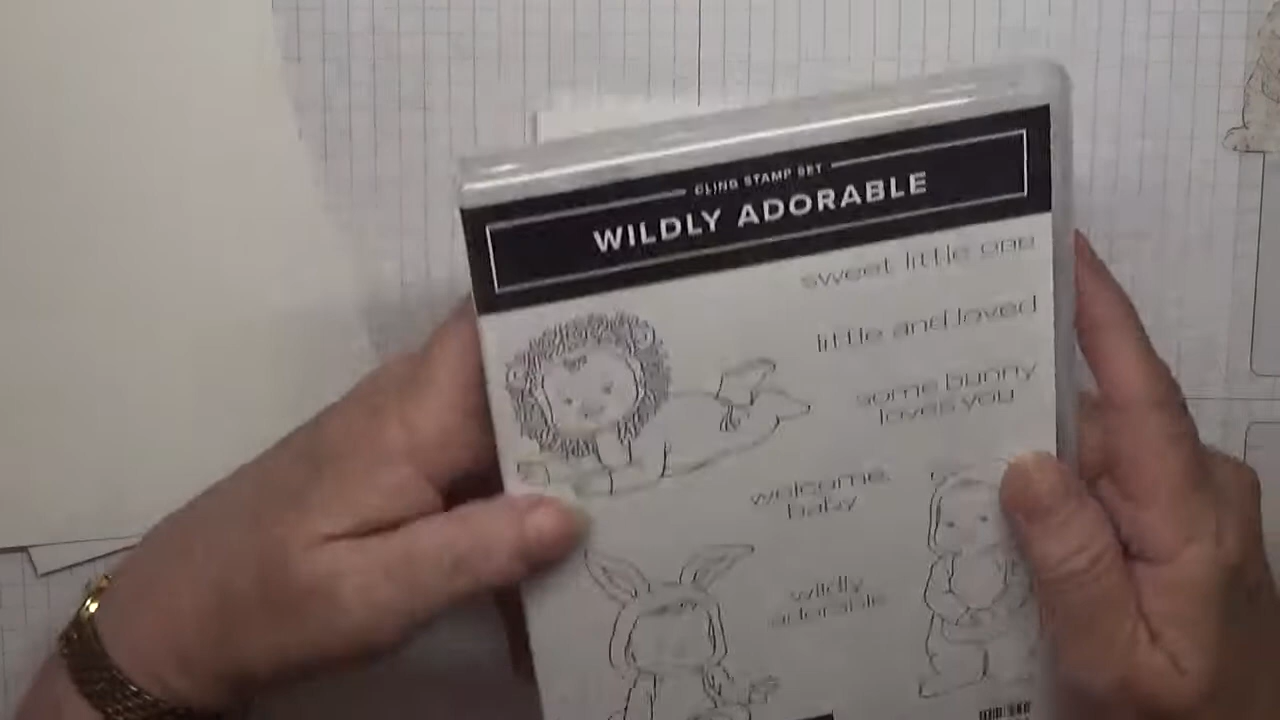 CLING STAMP SET
WILDLY ADORABLE
sweet little one
little and loved
some bunny
loves you
welcome
baby
wildly
adorable